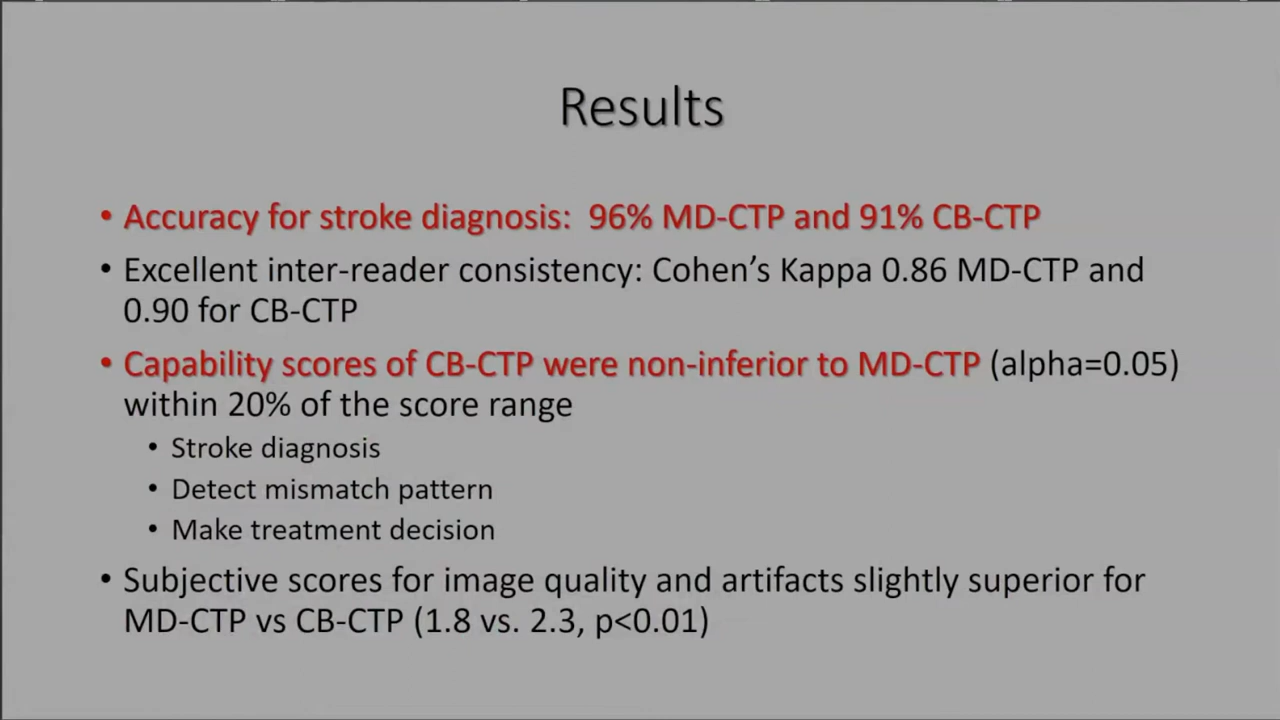 Results
• Accuracy for stroke diagnosis: 96% MD-CTP and 91% CB-CTP
• Excellent inter-reader consistency: Cohen’s Kappa 0.86 MD-CTP and
0.90 for CB-CTP
• Capability scores of CB-CTP were non-inferior to MD-CTP (alpha=0.05)
within 20% of the score range
• Stroke diagnosis
• Detect mismatch pattern
• Make treatment decision
• Subjective scores for image quality and artifacts slightly superior for
MD-CTP vs CB-CTP (1.8 vs. 2.3, p<0.01)